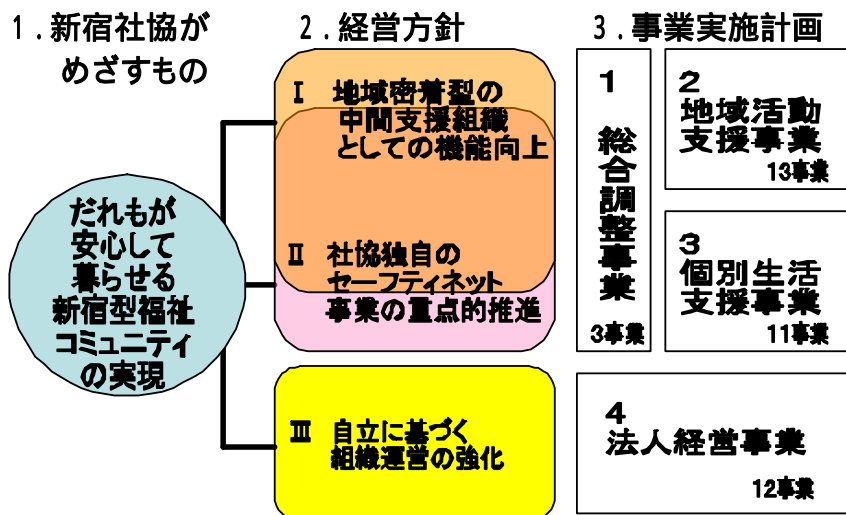 1.新宿社協が
めざすもの
2.経営方針
3.事業実施計画
だれもが
安心して
暮らせる
新宿型福祉
コミュニティ
の実現
Ⅰ 地域密着型の
中間支援組織
としての機能向上
Ⅱ 社協独自の
セーフティネット
事業の重点的推進
Ⅲ 自立に基づく
組織運営の強化
1
総合調整事業
3事業
2
地域活動
支援事業
13事業
3
個別生活
支援事業
11事業
4
法人経営事業
12事業